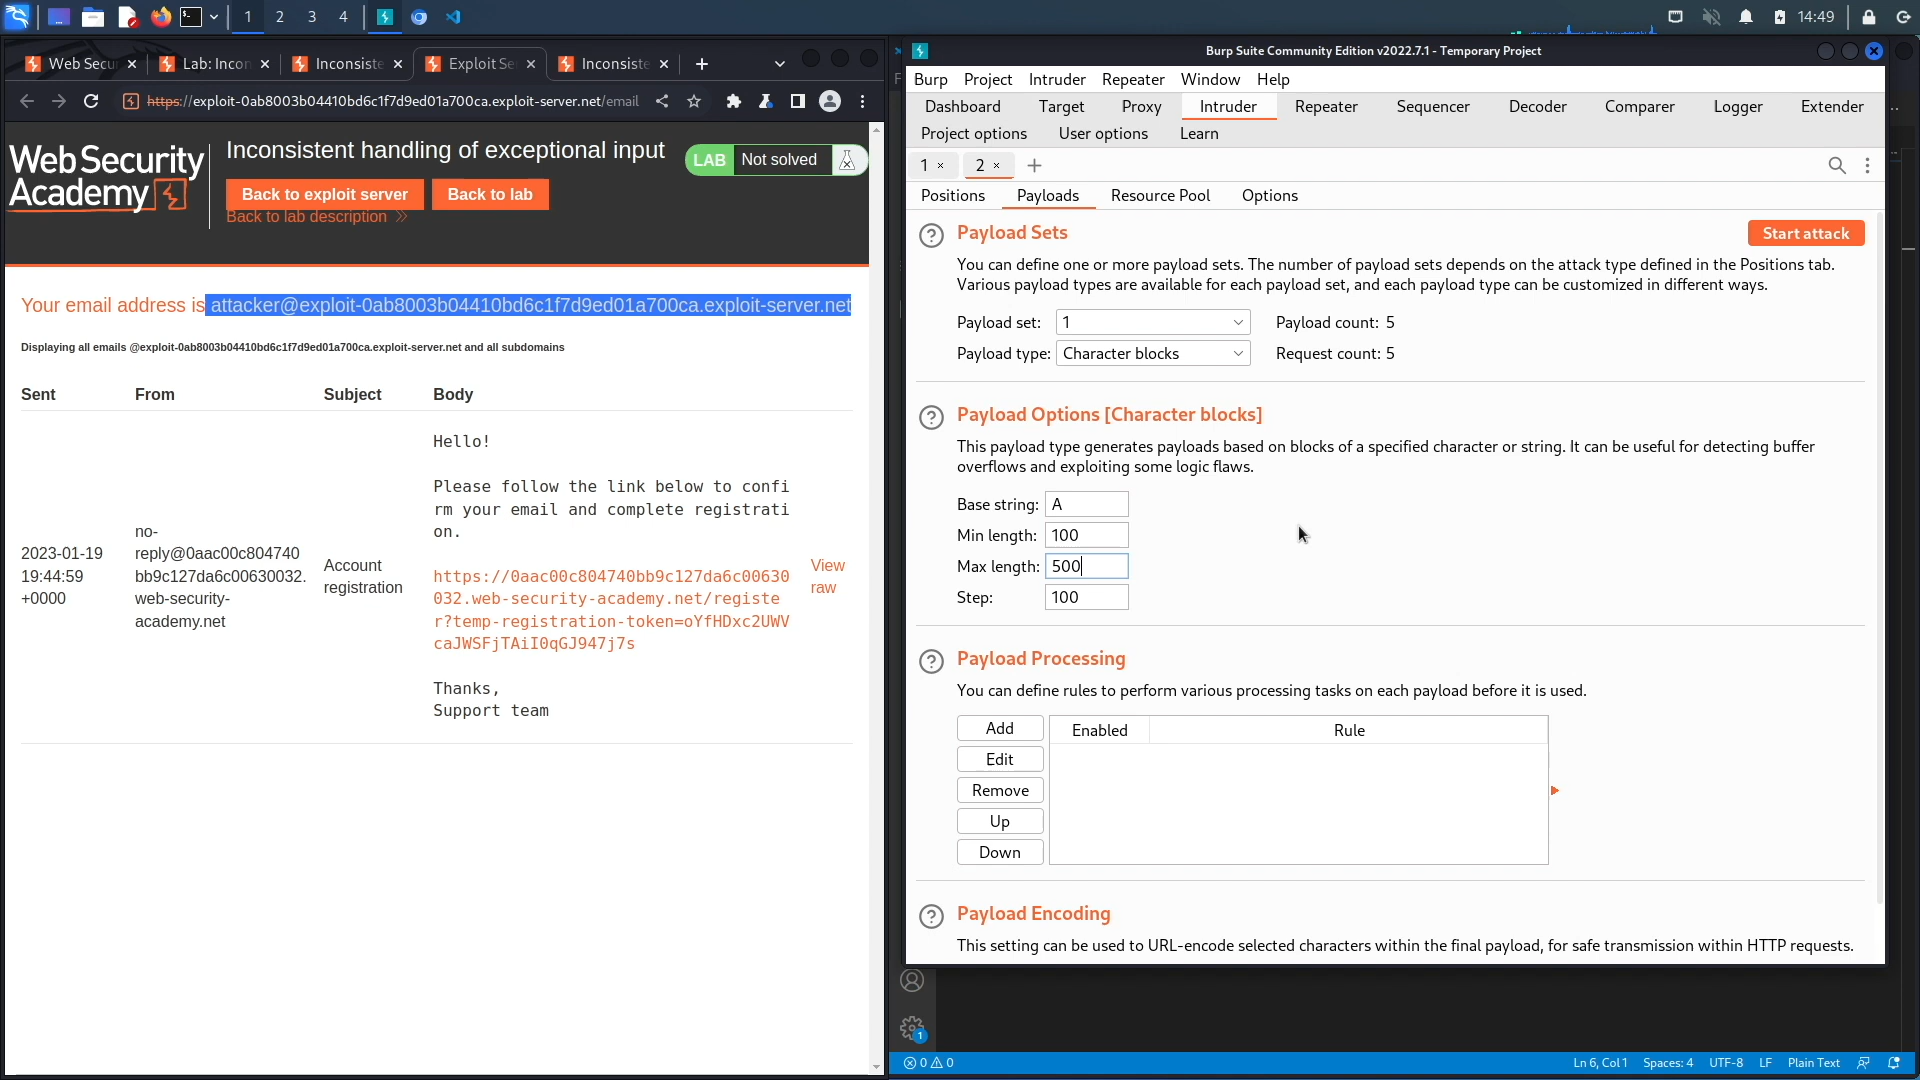 1 2 3 4
14:49
Web Secu
Lab: Incon
Inconsiste
Exploit Se
Inconsiste
https://exploit-0ab8003b04410bd6c1f7d9ed01a700ca.exploit-server.net/email
WebSecurity
Academy
Inconsistent handling of exceptional input
LAB Not solved
Back to exploit server
Back to lab
Back to lab description
Your email address is attacker@exploit-0ab8003b04410bd6c1f7d9ed01a700ca.exploit-server.net
Displaying all emails @exploit-0ab8003b04410bd6c1f7d9ed01a700ca.exploit-server.net and all subdomains
Sent From Subject Body
2023-01-19
19:44:59
+0000
no-
reply@0aac00c804740
bb9c127da6c00630032.
web-security-
academy.net
Account
registration
Hello!
Please follow the link below to confi
rm your email and complete registrati
on.
https://0aac00c804740bb9c127da6c00630
032.web-security-academy.net/registe
r?temp-registration-token=oYfHDxc2UWV
caJWSFjTAiI0qGJ947j7s
Thanks,
Support team
View
raw
Burp Suite Community Edition v2022.7.1 - Temporary Project
Burp Project Intruder Repeater Window Help
Dashboard Target Proxy Intruder Repeater Sequencer Decoder Comparer Logger Extender
Project options User options Learn
1 × 2 × +
Positions Payloads Resource Pool Options
Payload Sets
Start attack
You can define one or more payload sets. The number of payload sets depends on the attack type defined in the Positions tab.
Various payload types are available for each payload set, and each payload type can be customized in different ways.
Payload set: 1 Payload count: 5
Payload type: Character blocks Request count: 5
Payload Options [Character blocks]
This payload type generates payloads based on blocks of a specified character or string. It can be useful for detecting buffer
overflows and exploiting some logic flaws.
Base string: A
Min length: 100
Max length: 500
Step: 100
Payload Processing
You can define rules to perform various processing tasks on each payload before it is used.
Add
Edit
Remove
Up
Down
Enabled Rule
Payload Encoding
This setting can be used to URL-encode selected characters within the final payload, for safe transmission within HTTP requests.
1
0 0
Ln 6, Col 1 Spaces: 4 UTF-8 LF Plain Text